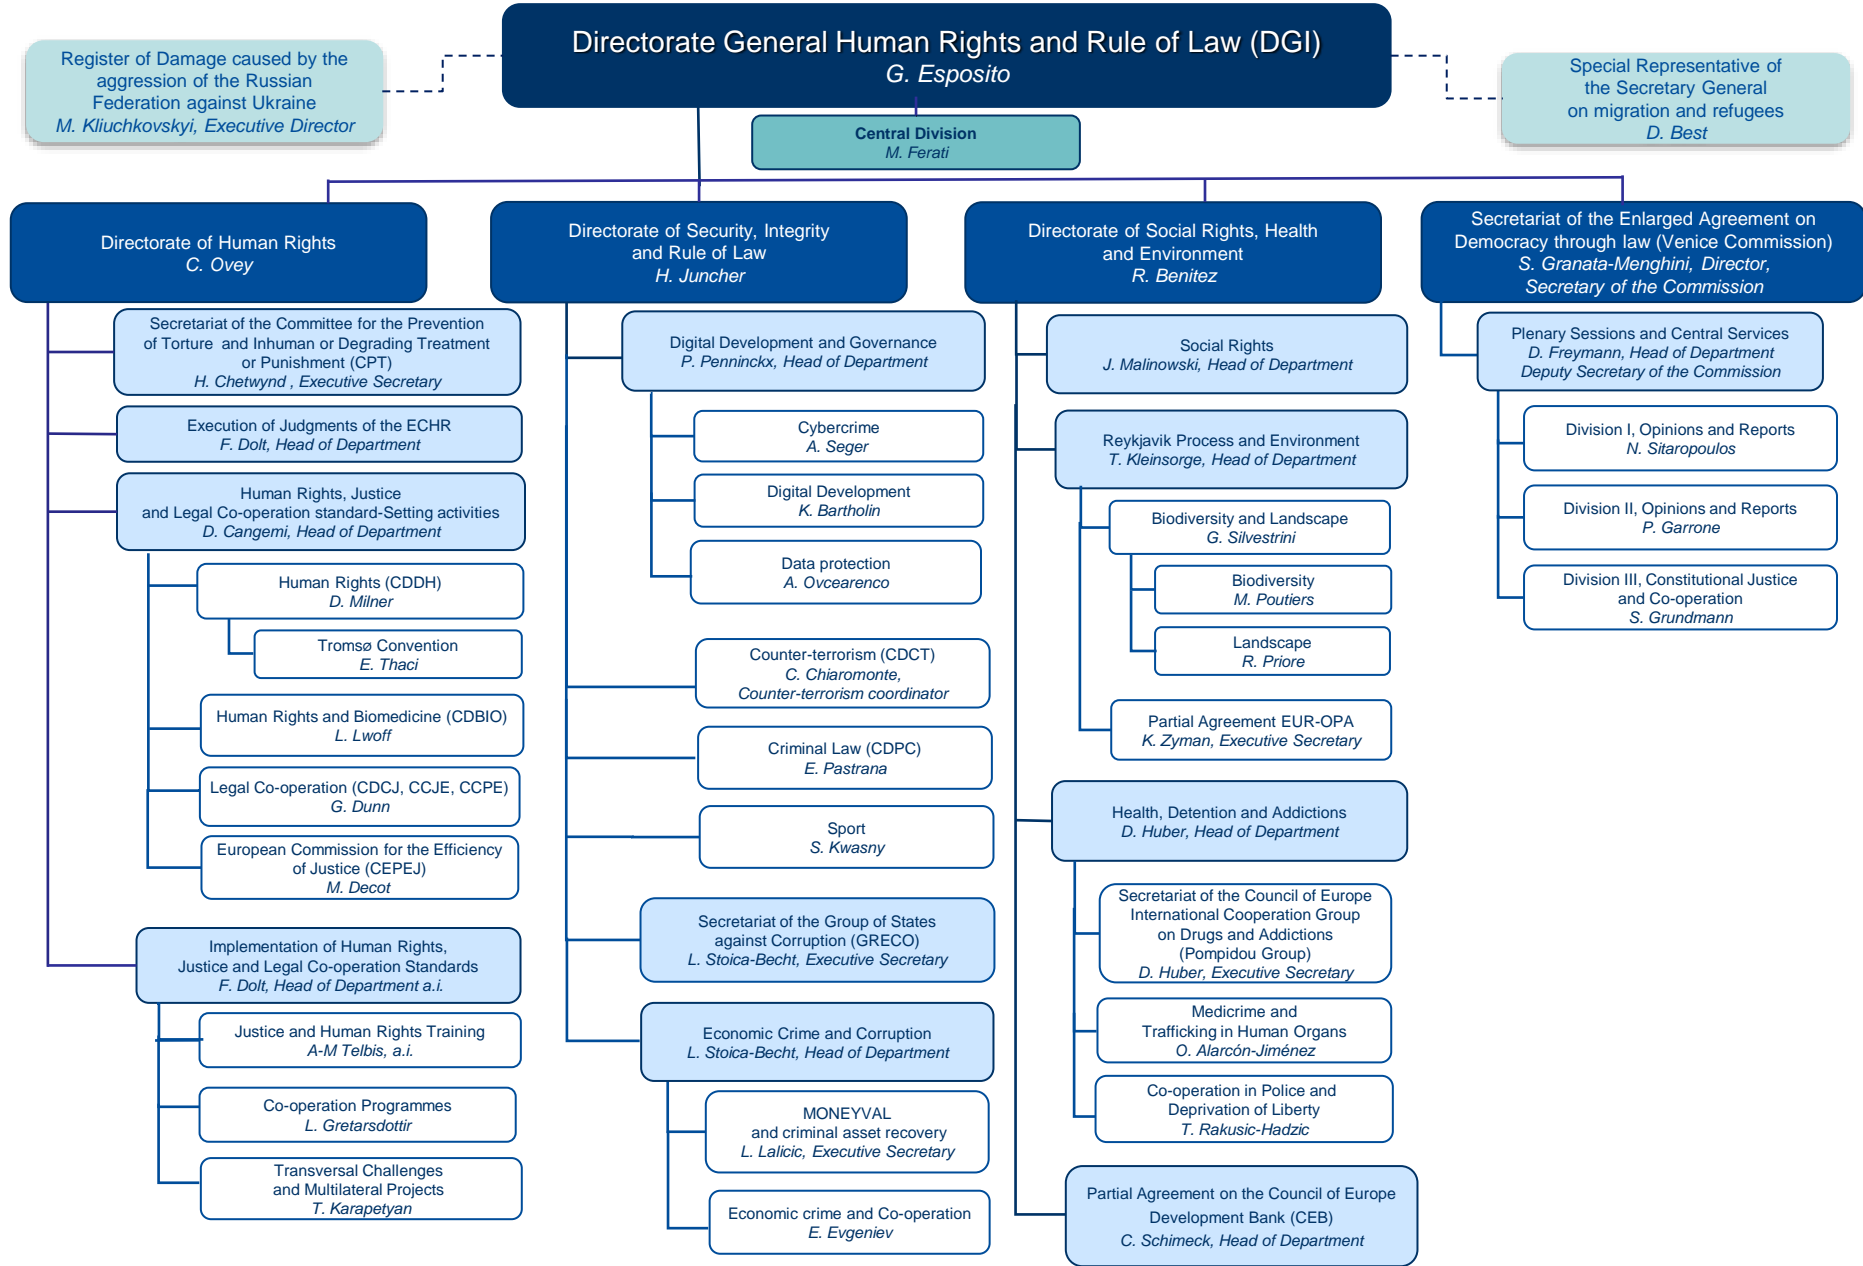 Directorate General Human Rights and Rule of Law (DGI)
G. Esposito
Register of Damage caused by the
aggression of the Russian
Federation against Ukraine
M. Kliuchkovskyi, Executive Director
Special Representative of
the Secretary General
on migration and refugees
D. Best
Central Division
M. Ferati
Directorate of Human Rights
C. Ovey
Secretariat of the Committee for the Prevention
of Torture and Inhuman or Degrading Treatment
or Punishment (CPT)
H. Chetwynd , Executive Secretary
Execution of Judgments of the ECHR
F. Dolt, Head of Department
Human Rights, Justice
and Legal Co-operation standard-Setting activities
D. Cangemi, Head of Department
Human Rights (CDDH)
D. Milner
Tromsø Convention
E. Thaci
Human Rights and Biomedicine (CDBIO)
L. Lwoff
Legal Co-operation (CDCJ, CCJE, CCPE)
G. Dunn
European Commission for the Efficiency
of Justice (CEPEJ)
M. Decot
Implementation of Human Rights,
Justice and Legal Co-operation Standards
F. Dolt, Head of Department a.i.
Justice and Human Rights Training
A-M Telbis, a.i.
Co-operation Programmes
L. Gretarsdottir
Transversal Challenges
and Multilateral Projects
T. Karapetyan
Directorate of Security, Integrity
and Rule of Law
H. Juncher
Digital Development and Governance
P. Penninckx, Head of Department
Cybercrime
A. Seger
Digital Development
K. Bartholin
Data protection
A. Ovcearenco
Counter-terrorism (CDCT)
C. Chiaromonte,
Counter-terrorism coordinator
Criminal Law (CDPC)
E. Pastrana
Sport
S. Kwasny
Secretariat of the Group of States
against Corruption (GRECO)
L. Stoica-Becht, Executive Secretary
Economic Crime and Corruption
L. Stoica-Becht, Head of Department
MONEYVAL
and criminal asset recovery
L. Lalicic, Executive Secretary
Economic crime and Co-operation
E. Evgeniev
Directorate of Social Rights, Health
and Environment
R. Benitez
Social Rights
J. Malinowski, Head of Department
Reykjavik Process and Environment
T. Kleinsorge, Head of Department
Biodiversity and Landscape
G. Silvestrini
Biodiversity
M. Poutiers
Landscape
R. Priore
Partial Agreement EUR-OPA
K. Zyman, Executive Secretary
Health, Detention and Addictions
D. Huber, Head of Department
Secretariat of the Council of Europe
International Cooperation Group
on Drugs and Addictions
(Pompidou Group)
D. Huber, Executive Secretary
Medicrime and
Trafficking in Human Organs
O. Alarcón-Jiménez
Co-operation in Police and
Deprivation of Liberty
T. Rakusic-Hadzic
Partial Agreement on the Council of Europe
Development Bank (CEB)
C. Schimeck, Head of Department
Secretariat of the Enlarged Agreement on
Democracy through law (Venice Commission)
S. Granata-Menghini, Director,
Secretary of the Commission
Plenary Sessions and Central Services
D. Freymann, Head of Department
Deputy Secretary of the Commission
Division I, Opinions and Reports
N. Sitaropoulos
Division II, Opinions and Reports
P. Garrone
Division III, Constitutional Justice
and Co-operation
S. Grundmann